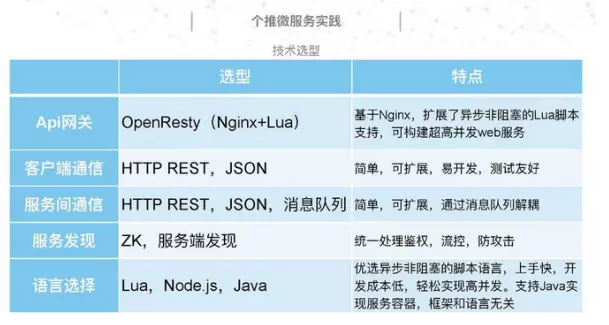 个推微服务实践
技术选型
选型 特点
Api网关 OpenResty（Nginx+Lua） 基于Nginx，扩展了异步非阻塞的Lua脚本
支持，可构建超高并发web服务
客户端通信 HTTP REST，JSON 简单，可扩展，易开发，测试友好
服务间通信 HTTP REST，JSON，消息队列 简单，可扩展，通过消息队列解耦
服务发现 ZK，服务端发现 统一处理鉴权，流控，防攻击
语言选择 Lua，Node.js，Java 优选异步非阻塞的脚本语言，上手快，开
发成本低，轻松实现高并发。支持Java实
现服务容器，框架和语言无关